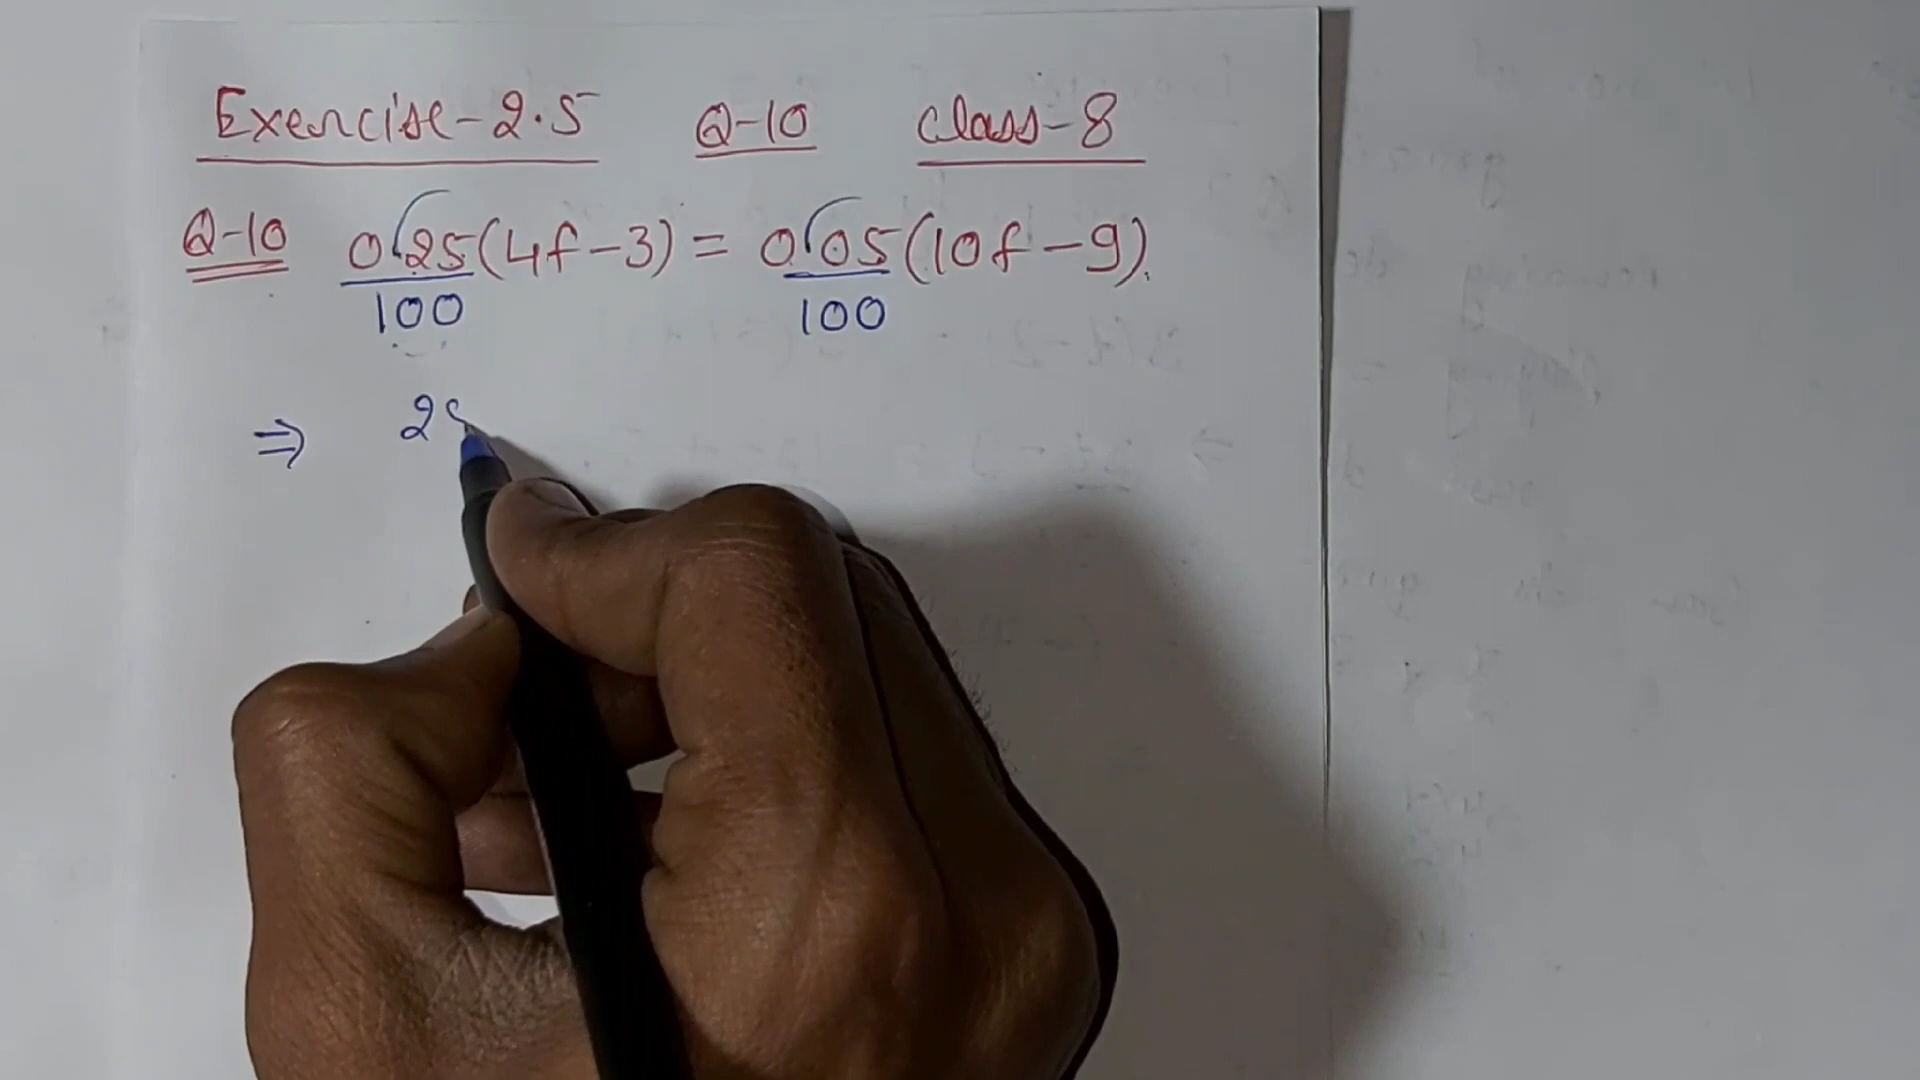 Exercise-2.5 Q-10 Class-8
Q-10 0.25(4f-3) = 0.05(10f-9).
100 100
⇒ 25